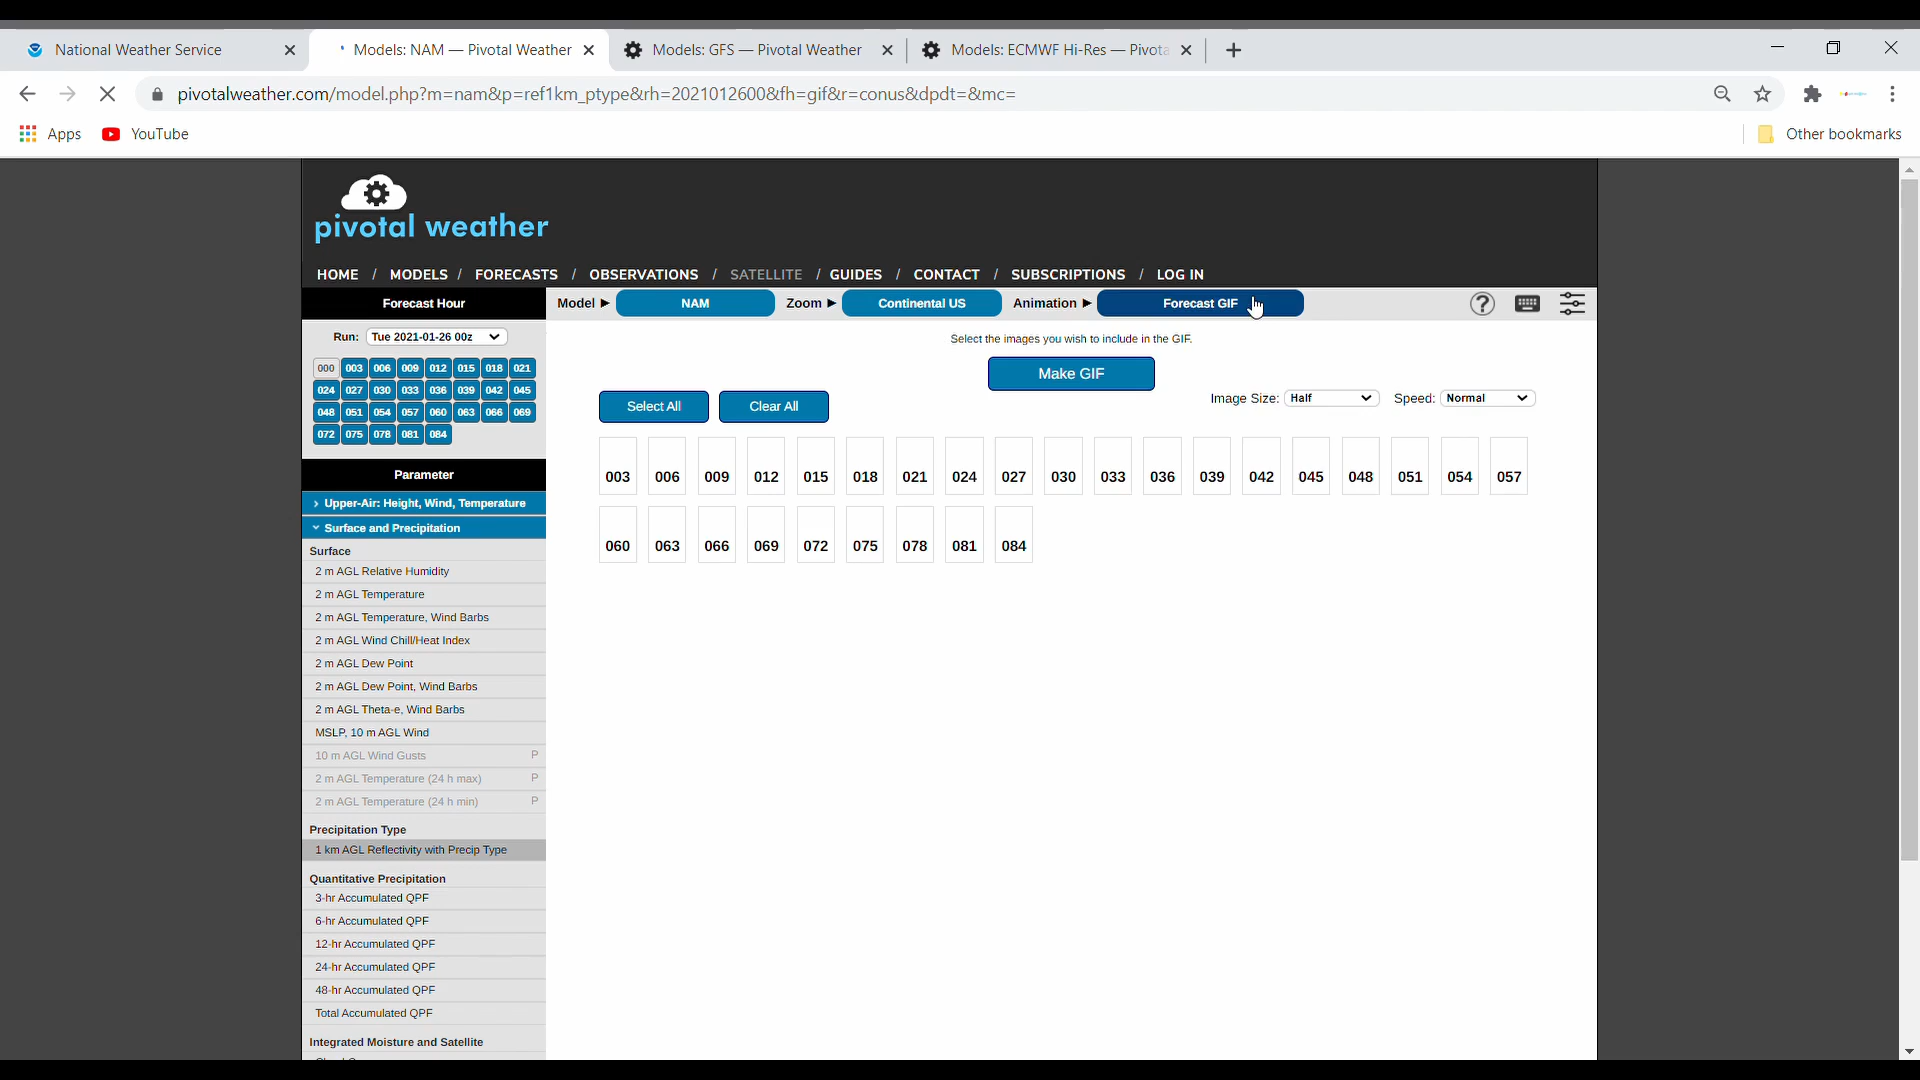 National Weather Service
Models: NAM — Pivotal Weather
Models: GFS — Pivotal Weather
Models: ECMWF Hi-Res — Pivota
pivotalweather.com/model.php?m=nam&p=ref1km_ptype&rh=2021012600&fh=gif&r=conus&dpdt=&mc=
Apps
YouTube
Other bookmarks
pivotal weather
HOME / MODELS / FORECASTS / OBSERVATIONS / SATELLITE / GUIDES / CONTACT / SUBSCRIPTIONS / LOG IN
Forecast Hour
Model ▶ NAM Zoom ▶ Continental US Animation ▶ Forecast GIF
?
Run: Tue 2021-01-26 00z
000 003 006 009 012 015 018 021
024 027 030 033 036 039 042 045
048 051 054 057 060 063 066 069
072 075 078 081 084
Select the images you wish to include in the GIF.
Make GIF
Select All
Clear All
Image Size: Half
Speed: Normal
003 006 009 012 015 018 021 024 027 030 033 036 039 042 045 048 051 054 057
060 063 066 069 072 075 078 081 084
Parameter
Upper-Air: Height, Wind, Temperature
Surface and Precipitation
Surface
2 m AGL Relative Humidity
2 m AGL Temperature
2 m AGL Temperature, Wind Barbs
2 m AGL Wind Chill/Heat Index
2 m AGL Dew Point
2 m AGL Dew Point, Wind Barbs
2 m AGL Theta-e, Wind Barbs
MSLP, 10 m AGL Wind
10 m AGL Wind Gusts P
2 m AGL Temperature (24 h max) P
2 m AGL Temperature (24 h min) P
Precipitation Type
1 km AGL Reflectivity with Precip Type
Quantitative Precipitation
3-hr Accumulated QPF
6-hr Accumulated QPF
12-hr Accumulated QPF
24-hr Accumulated QPF
48-hr Accumulated QPF
Total Accumulated QPF
Integrated Moisture and Satellite